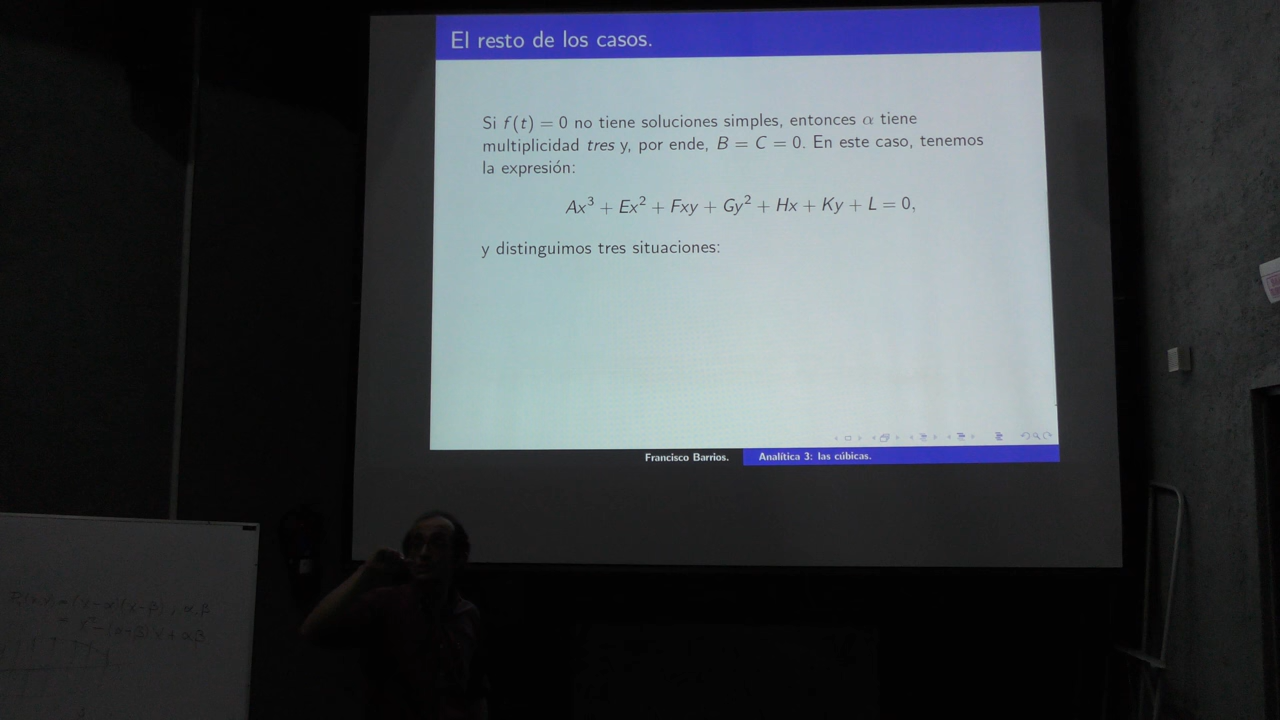 El resto de los casos.
Si f(t) = 0 no tiene soluciones simples, entonces α tiene
multiplicidad tres y, por ende, B = C = 0. En este caso, tenemos
la expresión:
Ax³ + Ex² + Fxy + Gy² + Hx + Ky + L = 0,
y distinguimos tres situaciones:
Francisco Barrios. Analítica 3: las cúbicas.